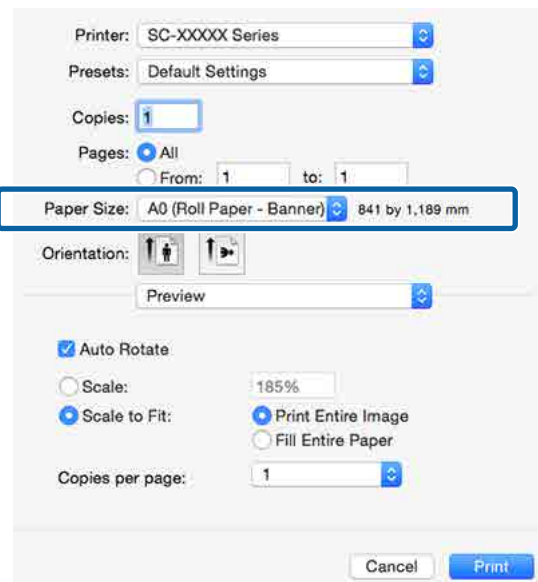 Printer: SC-XXXXX Series
Presets: Default Settings
Copies: 1
Pages: All
From: 1 to: 1
Paper Size: A0 (Roll Paper - Banner) 841 by 1,189 mm
Orientation:
Preview
Auto Rotate
Scale: 185%
Scale to Fit: Print Entire Image
Fill Entire Paper
Copies per page: 1
Cancel Print